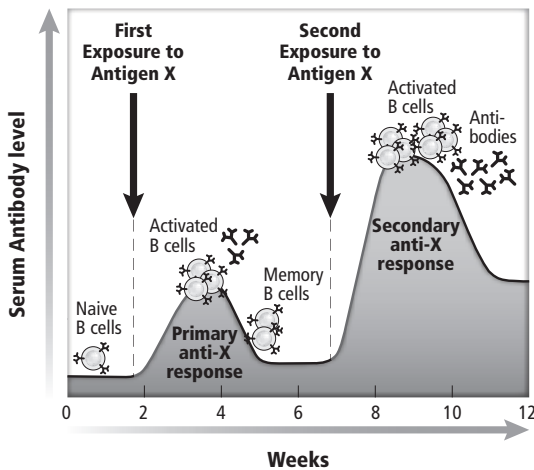 First
Exposure to
Antigen X
Second
Exposure to
Antigen X
Activated
B cells
Anti-
bodies
Serum Antibody level
Activated
B cells
Secondary
anti-X
response
Memory
B cells
Naive
B cells
Primary
anti-X
response
0 2 4 6 8 10 12
Weeks